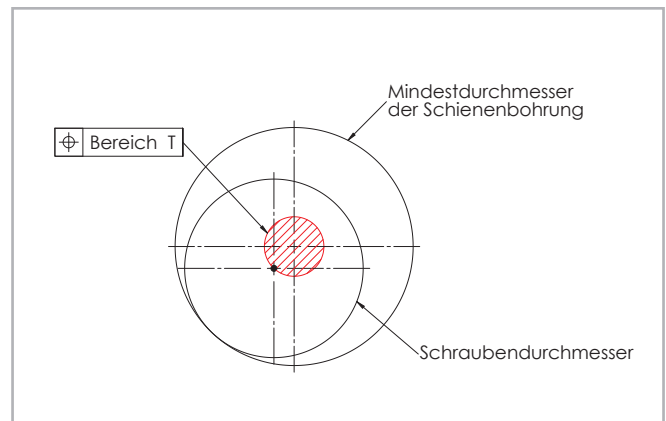 Mindestdurchmesser
der Schienenbohrung
⌖ Bereich T
Schraubendurchmesser